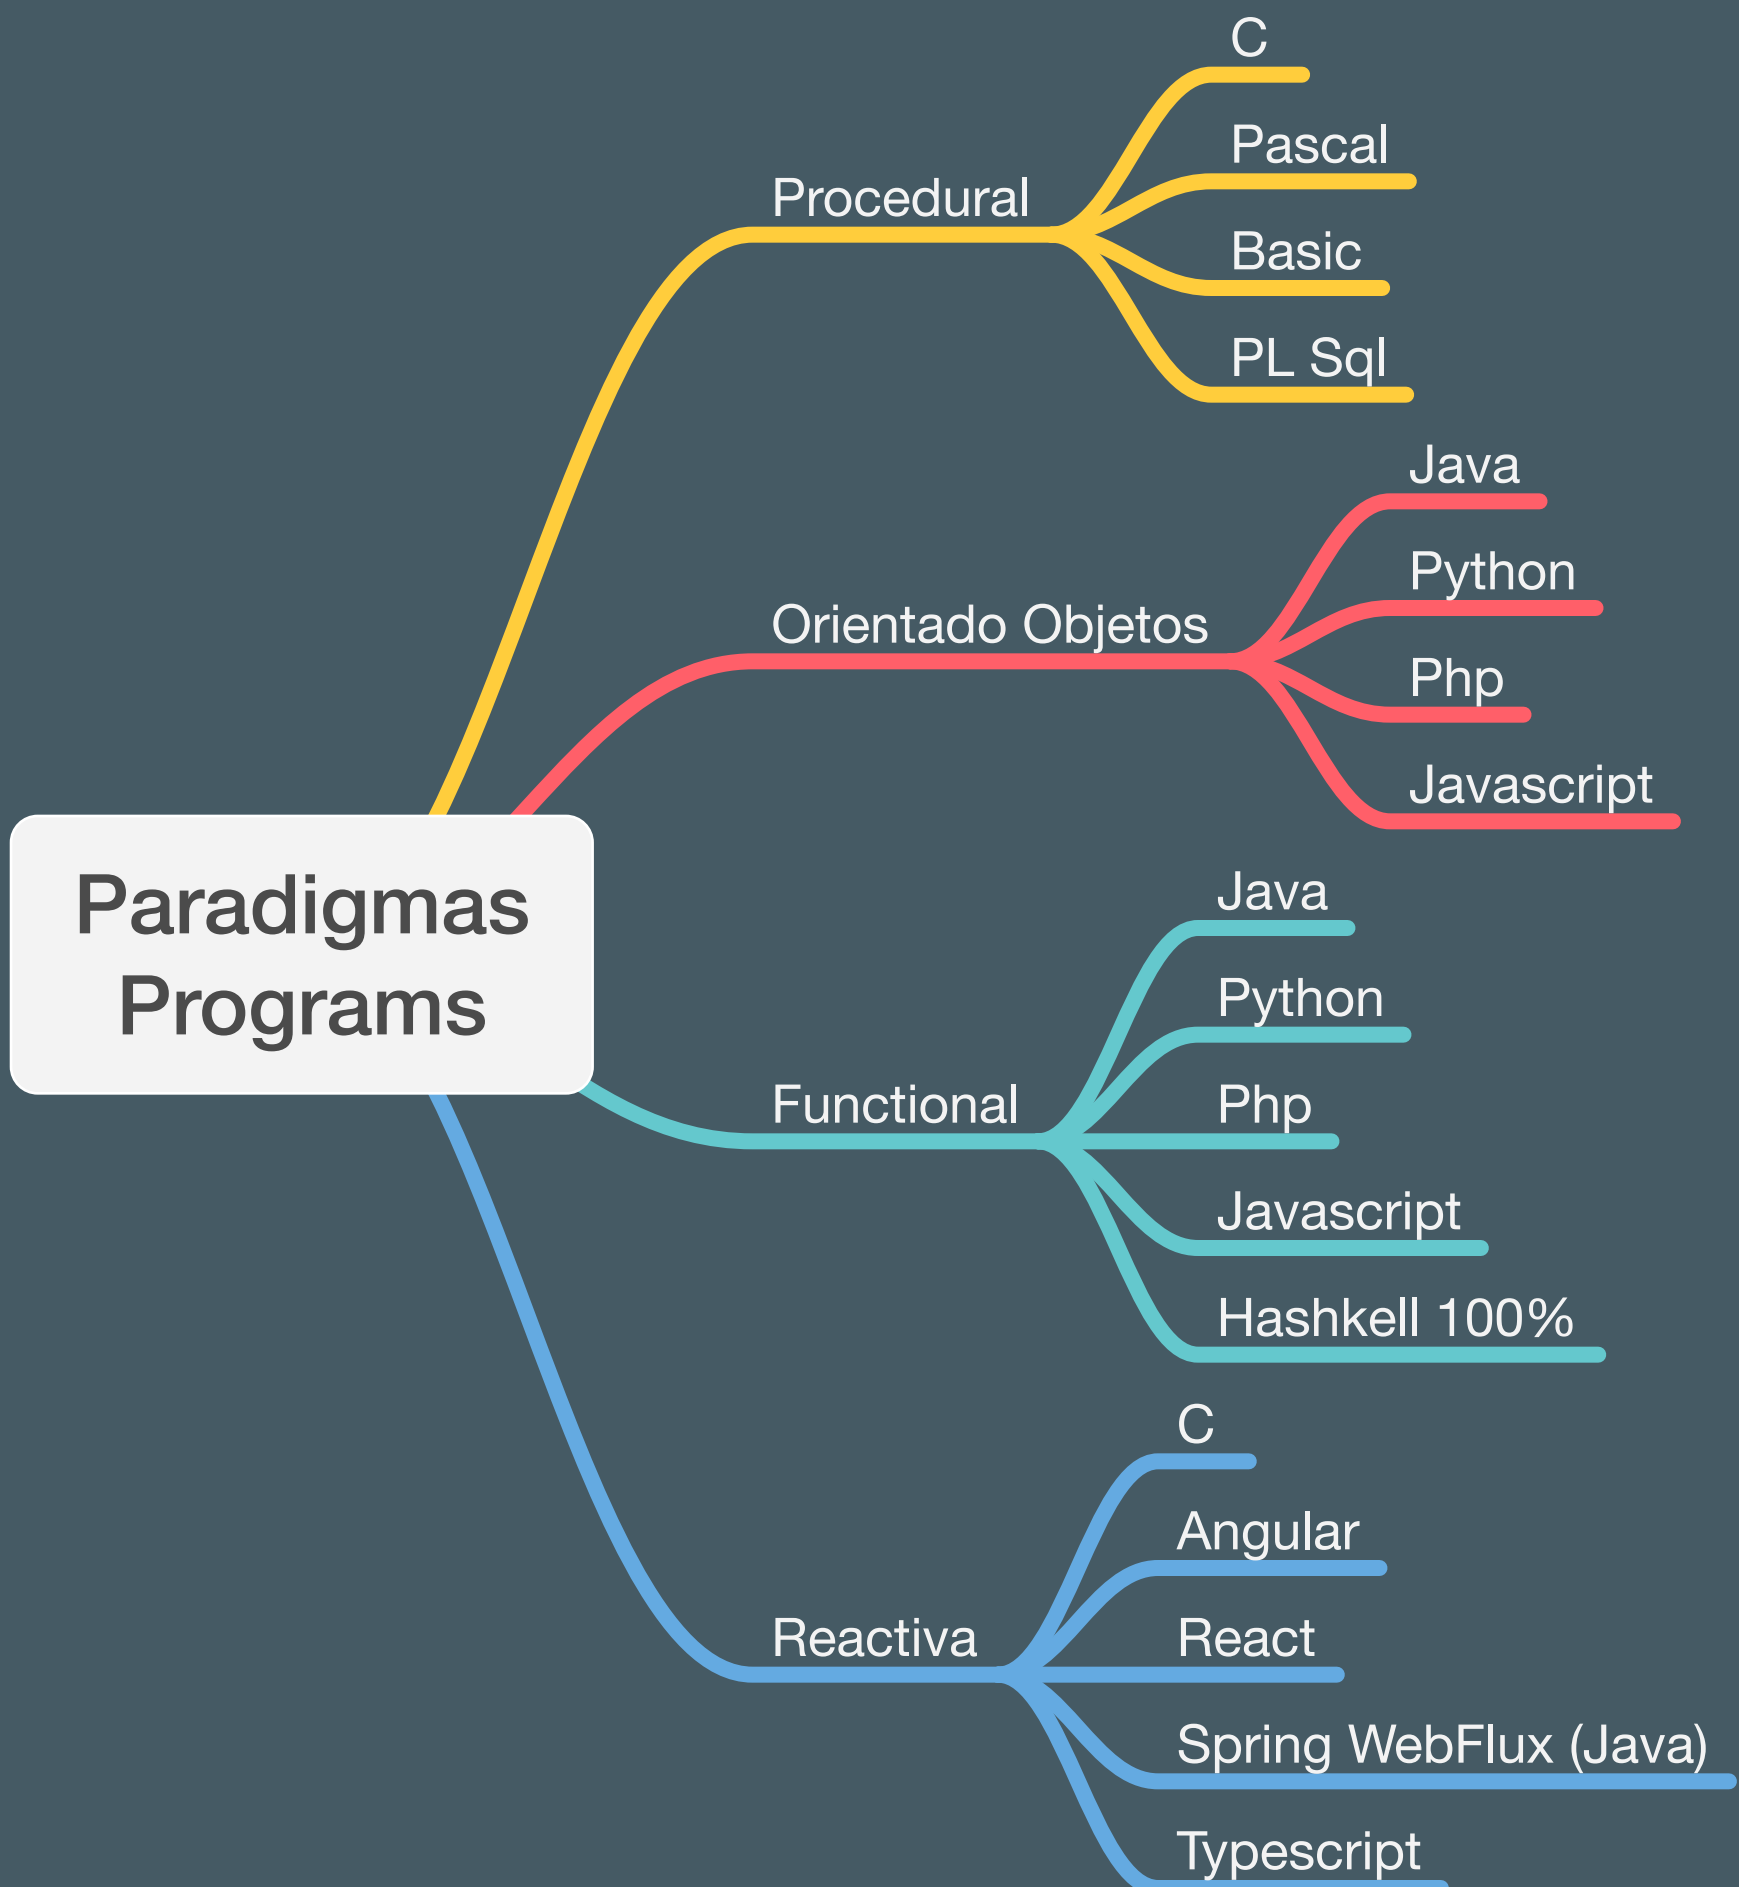 Paradigmas
Programs
Procedural
C
Pascal
Basic
PL Sql
Orientado Objetos
Java
Python
Php
Javascript
Functional
Java
Python
Php
Javascript
Hashkell 100%
Reactiva
C
Angular
React
Spring WebFlux (Java)
Typescript